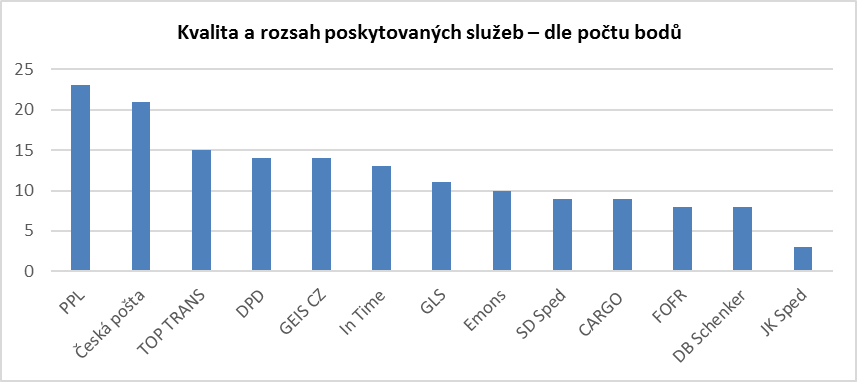 Kvalita a rozsah poskytovaných služeb – dle počtu bodů
25
20
15
10
5
0
PPL
Česká pošta
TOP TRANS
DPD
GEIS CZ
In Time
GLS
Emons
SD Sped
CARGO
FOFR
DB Schenker
JK Sped